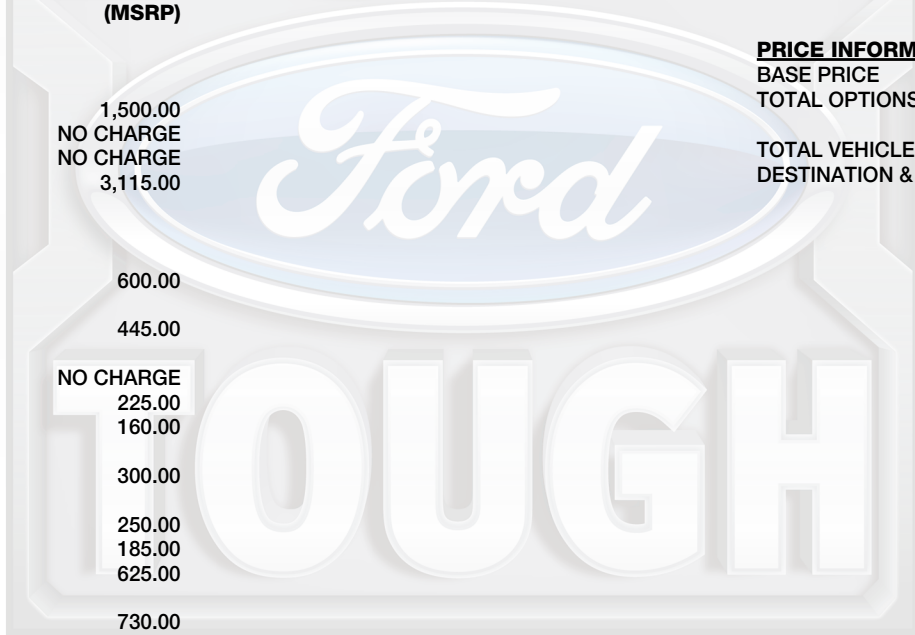 (MSRP)
1,500.00
NO CHARGE
NO CHARGE
3,115.00
600.00
445.00
NO CHARGE
225.00
160.00
300.00
250.00
185.00
625.00
730.00
PRICE INFORM
BASE PRICE
TOTAL OPTIONS
TOTAL VEHICLE
DESTINATION &
Ford
TOUGH